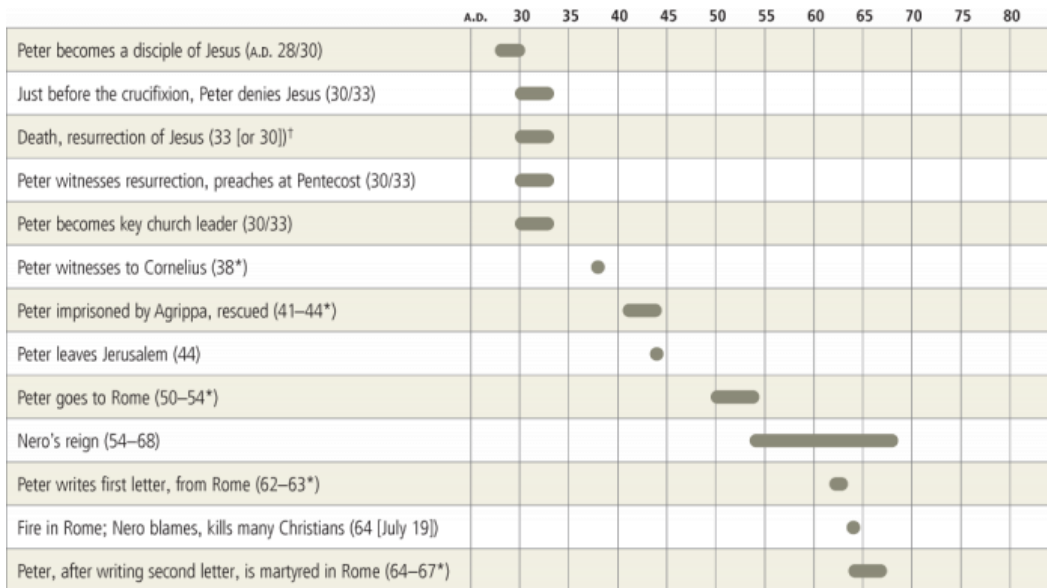 A.D. 30 35 40 45 50 55 60 65 70 75 80
Peter becomes a disciple of Jesus (A.D. 28/30)
Just before the crucifixion, Peter denies Jesus (30/33)
Death, resurrection of Jesus (33 [or 30])†
Peter witnesses resurrection, preaches at Pentecost (30/33)
Peter becomes key church leader (30/33)
Peter witnesses to Cornelius (38*)
Peter imprisoned by Agrippa, rescued (41–44*)
Peter leaves Jerusalem (44)
Peter goes to Rome (50–54*)
Nero's reign (54–68)
Peter writes first letter, from Rome (62–63*)
Fire in Rome; Nero blames, kills many Christians (64 [July 19])
Peter, after writing second letter, is martyred in Rome (64–67*)